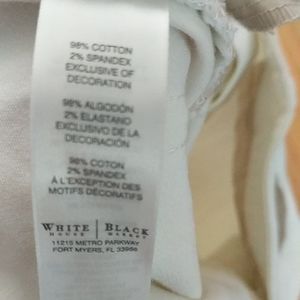 98% COTTON
2% SPANDEX
EXCLUSIVE OF
DECORATION
98% ALGODÓN
2% ELASTANO
EXCLUSIVO DE LA
DECORACIÓN
98% COTON
2% SPANDEX
À L'EXCEPTION DES
MOTIFS DÉCORATIFS
WHITE | BLACK
HOUSE MARKET
11215 METRO PARKWAY
FORT MYERS, FL 33966